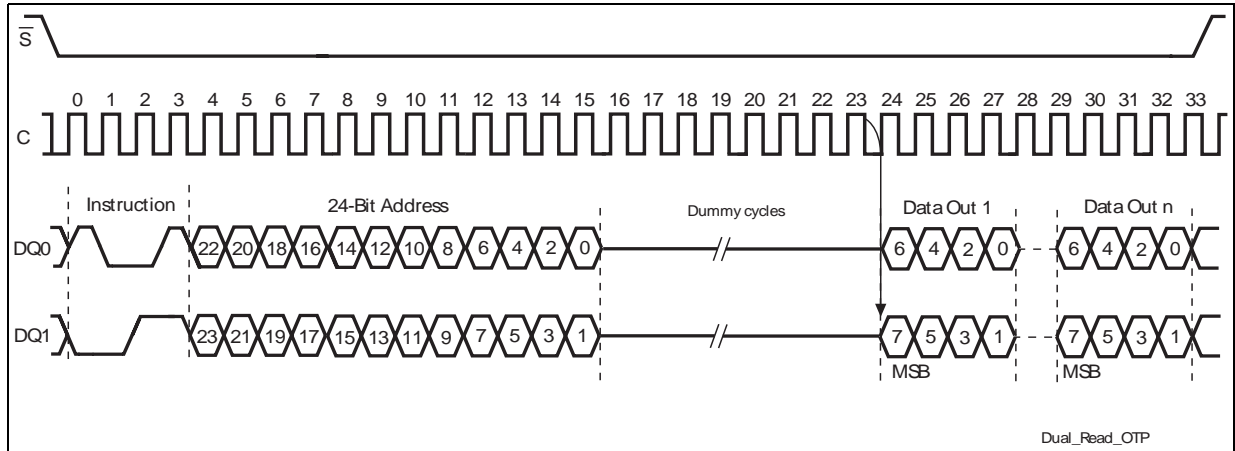 S
0 1 2 3 4 5 6 7 8 9 10 11 12 13 14 15 16 17 18 19 20 21 22 23 24 25 26 27 28 29 30 31 32 33
C
Instruction 24-Bit Address Dummy cycles Data Out 1 Data Out n
DQ0 22 20 18 16 14 12 10 8 6 4 2 0 6 4 2 0 6 4 2 0
DQ1 23 21 19 17 15 13 11 9 7 5 3 1 7 5 3 1 7 5 3 1
MSB MSB
Dual_Read_OTP